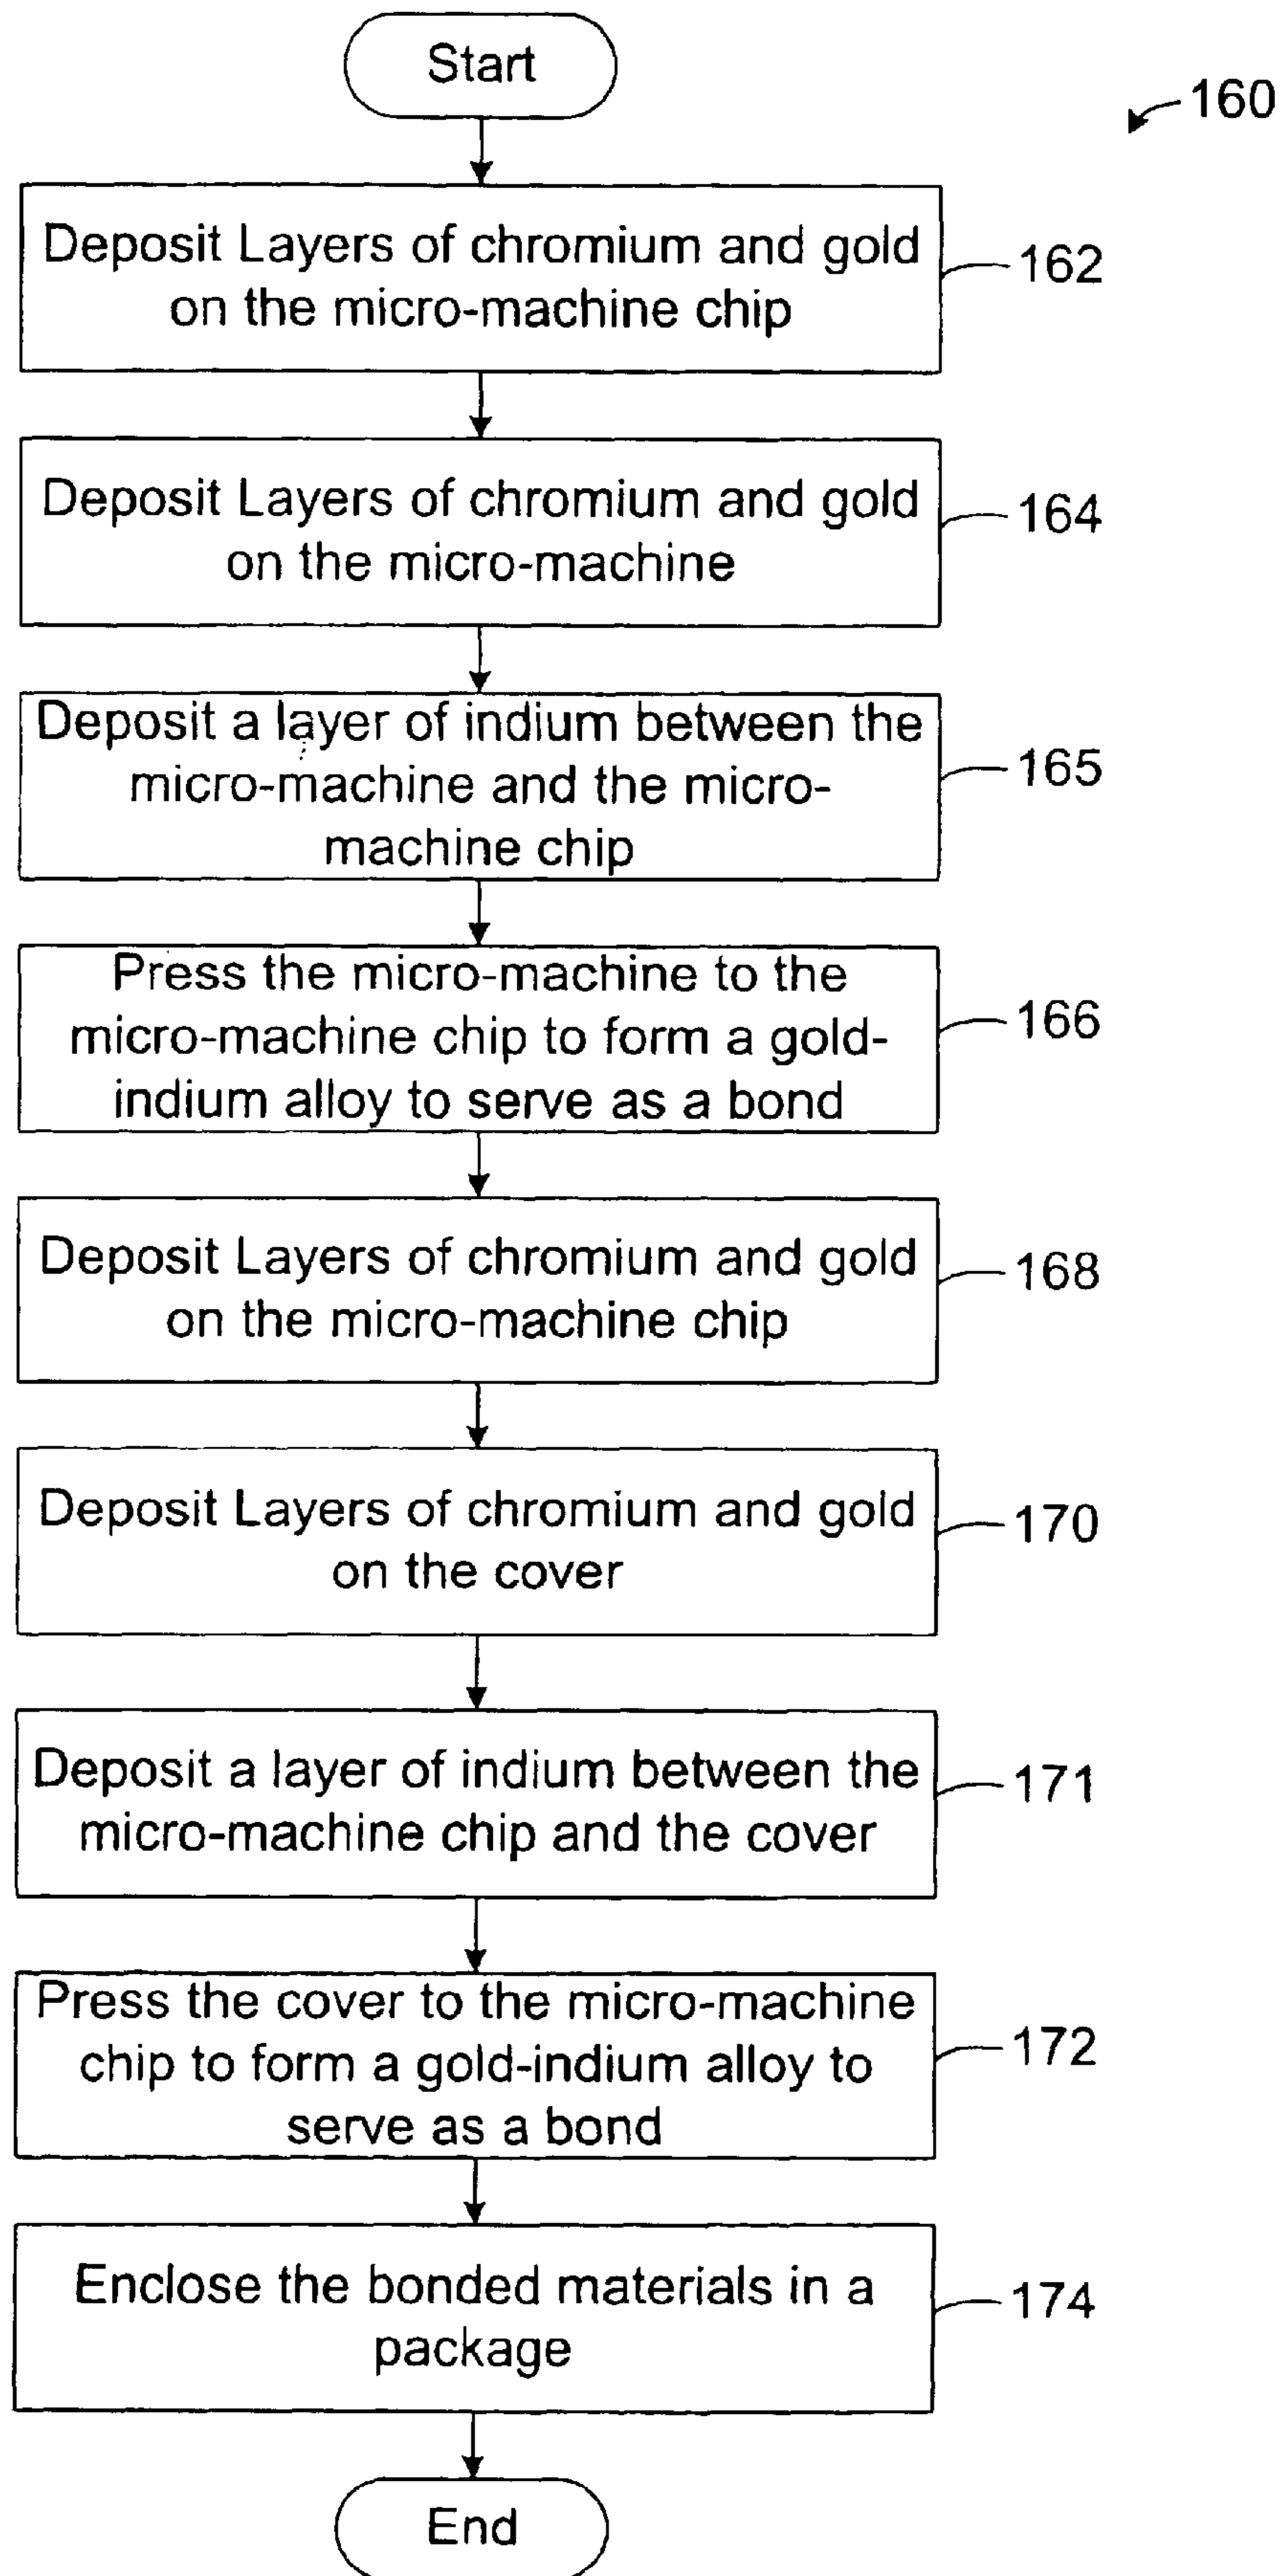 Start
160
Deposit Layers of chromium and gold
on the micro-machine chip
162
Deposit Layers of chromium and gold
on the micro-machine
164
Deposit a layer of indium between the
micro-machine and the micro-
machine chip
165
Press the micro-machine to the
micro-machine chip to form a gold-
indium alloy to serve as a bond
166
Deposit Layers of chromium and gold
on the micro-machine chip
168
Deposit Layers of chromium and gold
on the cover
170
Deposit a layer of indium between the
micro-machine chip and the cover
171
Press the cover to the micro-machine
chip to form a gold-indium alloy to
serve as a bond
172
Enclose the bonded materials in a
package
174
End